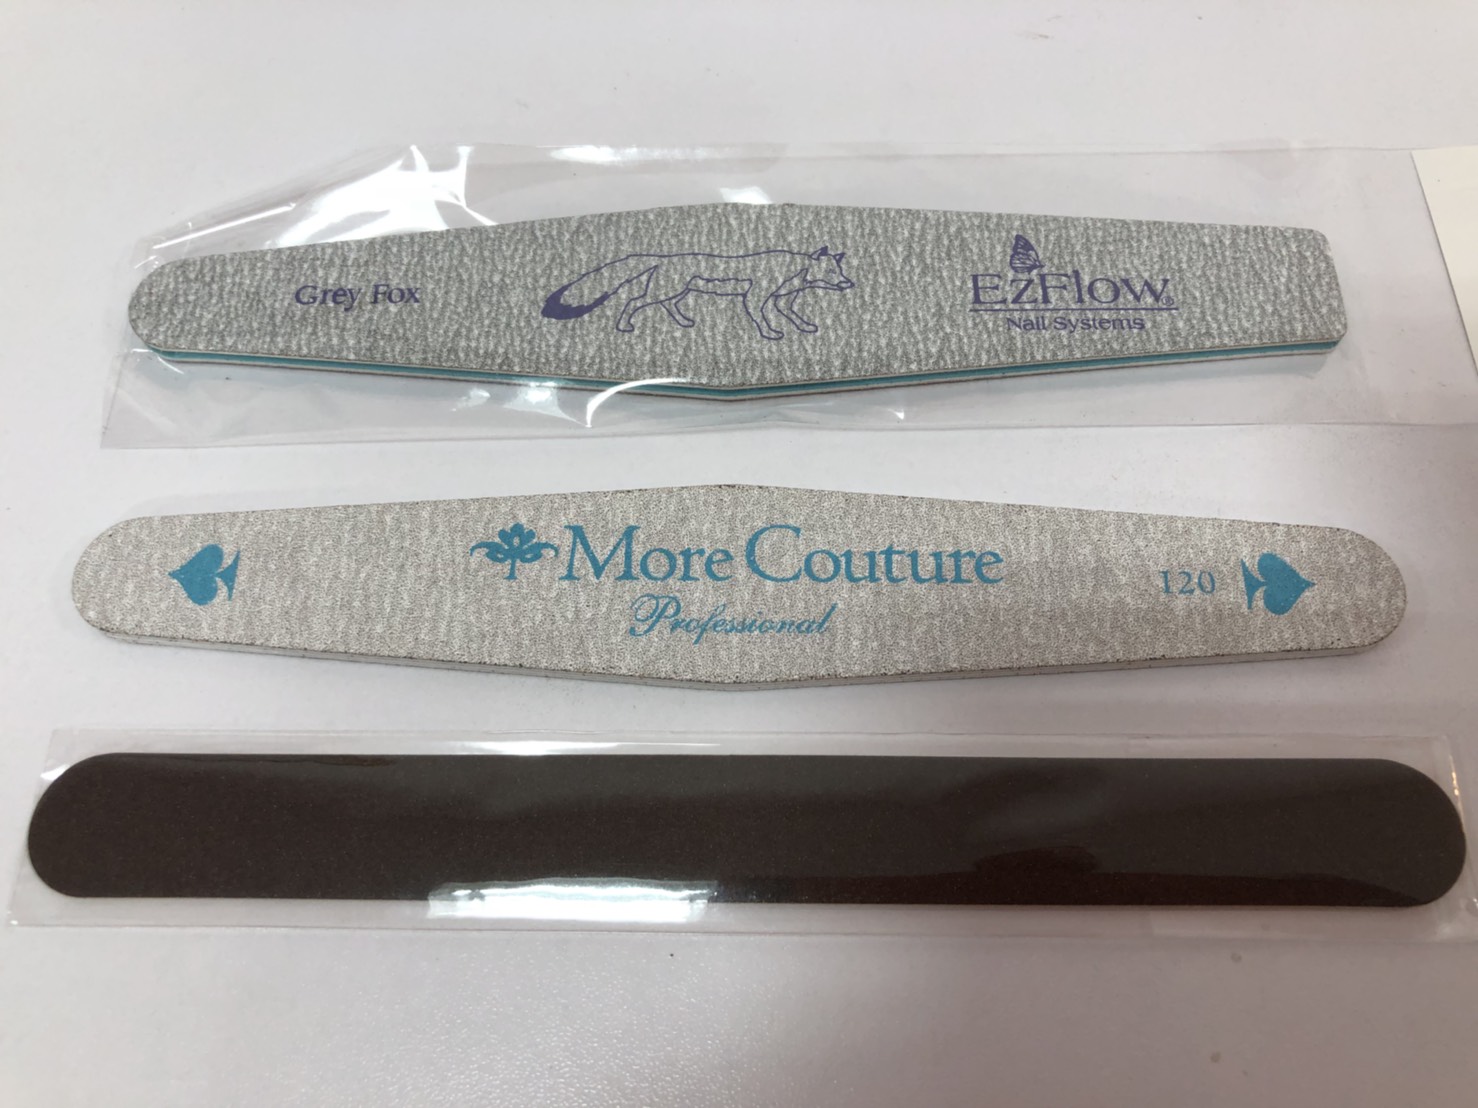 Grey Fox
EzFlow®
Nail Systems
More Couture
Professional
120